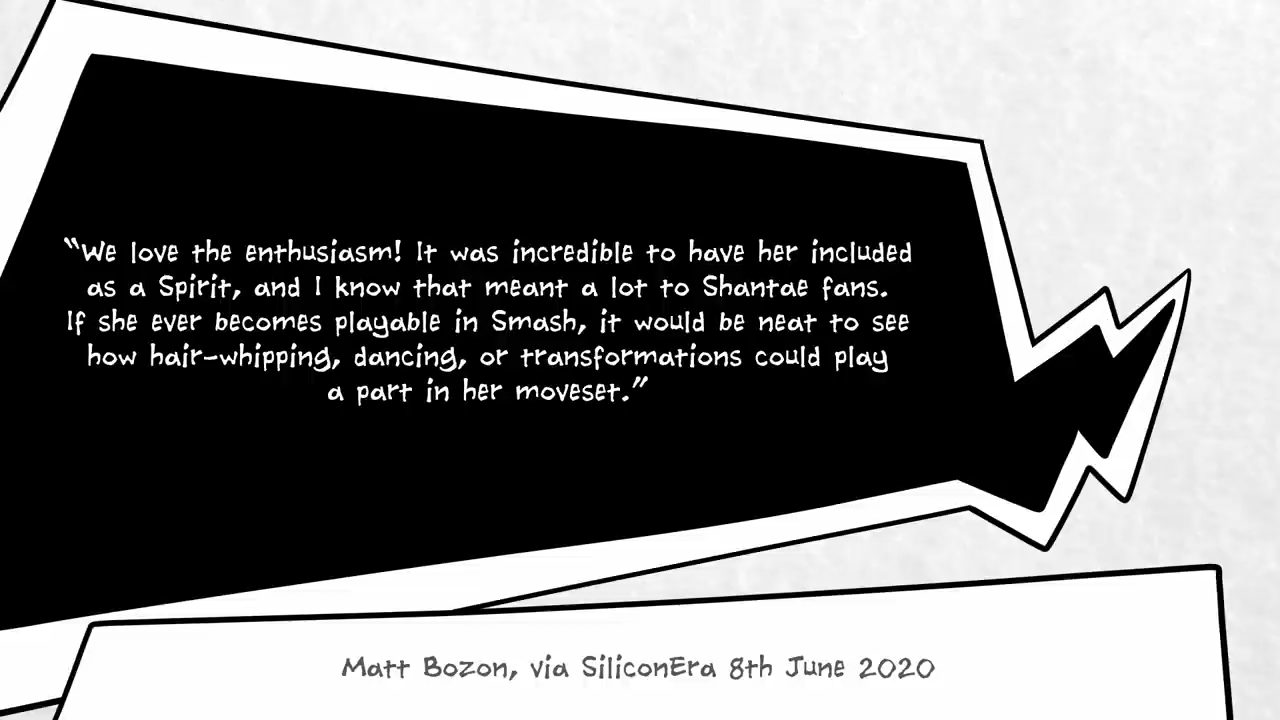 “We love the enthusiasm! It was incredible to have her included
as a Spirit, and I know that meant a lot to Shantae fans.
If she ever becomes playable in Smash, it would be neat to see
how hair-whipping, dancing, or transformations could play
a part in her moveset.”
Matt Bozon, via SiliconEra 8th June 2020